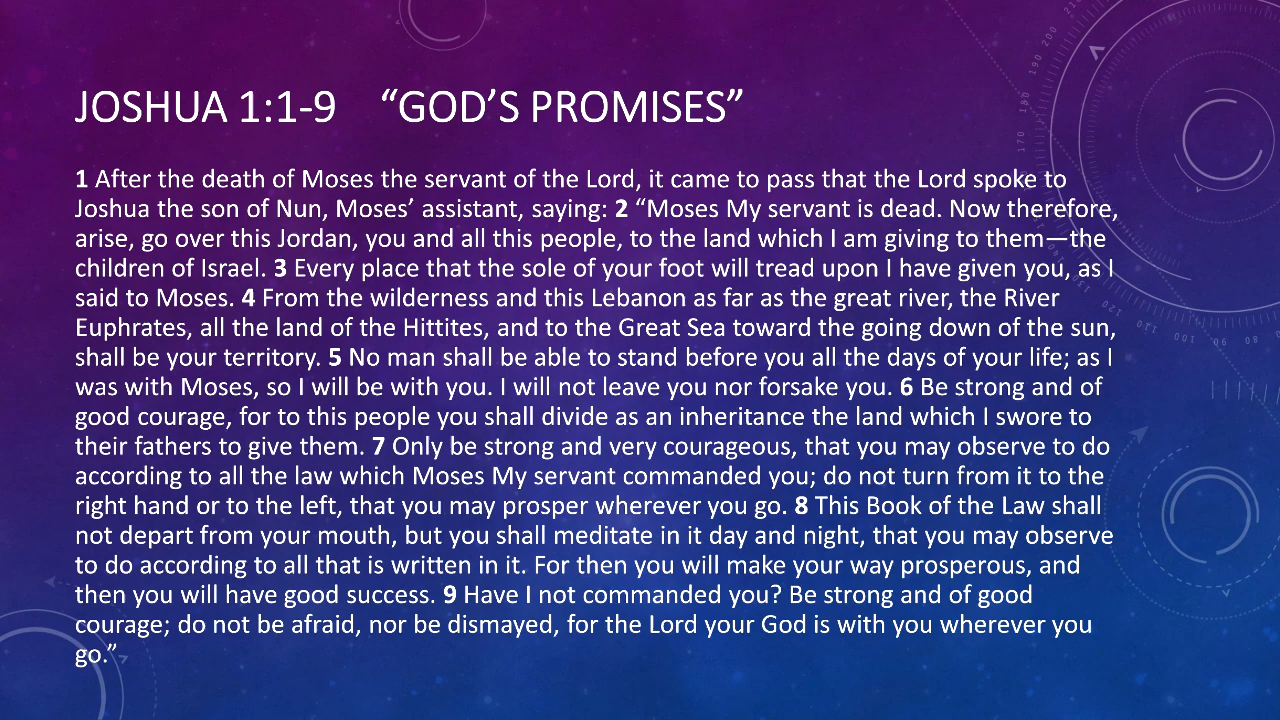 JOSHUA 1:1-9 “GOD’S PROMISES”
1 After the death of Moses the servant of the Lord, it came to pass that the Lord spoke to
Joshua the son of Nun, Moses’ assistant, saying: 2 “Moses My servant is dead. Now therefore,
arise, go over this Jordan, you and all this people, to the land which I am giving to them—the
children of Israel. 3 Every place that the sole of your foot will tread upon I have given you, as I
said to Moses. 4 From the wilderness and this Lebanon as far as the great river, the River
Euphrates, all the land of the Hittites, and to the Great Sea toward the going down of the sun,
shall be your territory. 5 No man shall be able to stand before you all the days of your life; as I
was with Moses, so I will be with you. I will not leave you nor forsake you. 6 Be strong and of
good courage, for to this people you shall divide as an inheritance the land which I swore to
their fathers to give them. 7 Only be strong and very courageous, that you may observe to do
according to all the law which Moses My servant commanded you; do not turn from it to the
right hand or to the left, that you may prosper wherever you go. 8 This Book of the Law shall
not depart from your mouth, but you shall meditate in it day and night, that you may observe
to do according to all that is written in it. For then you will make your way prosperous, and
then you will have good success. 9 Have I not commanded you? Be strong and of good
courage; do not be afraid, nor be dismayed, for the Lord your God is with you wherever you
go.”
210
200
190
180
170
120
110
100
90
80